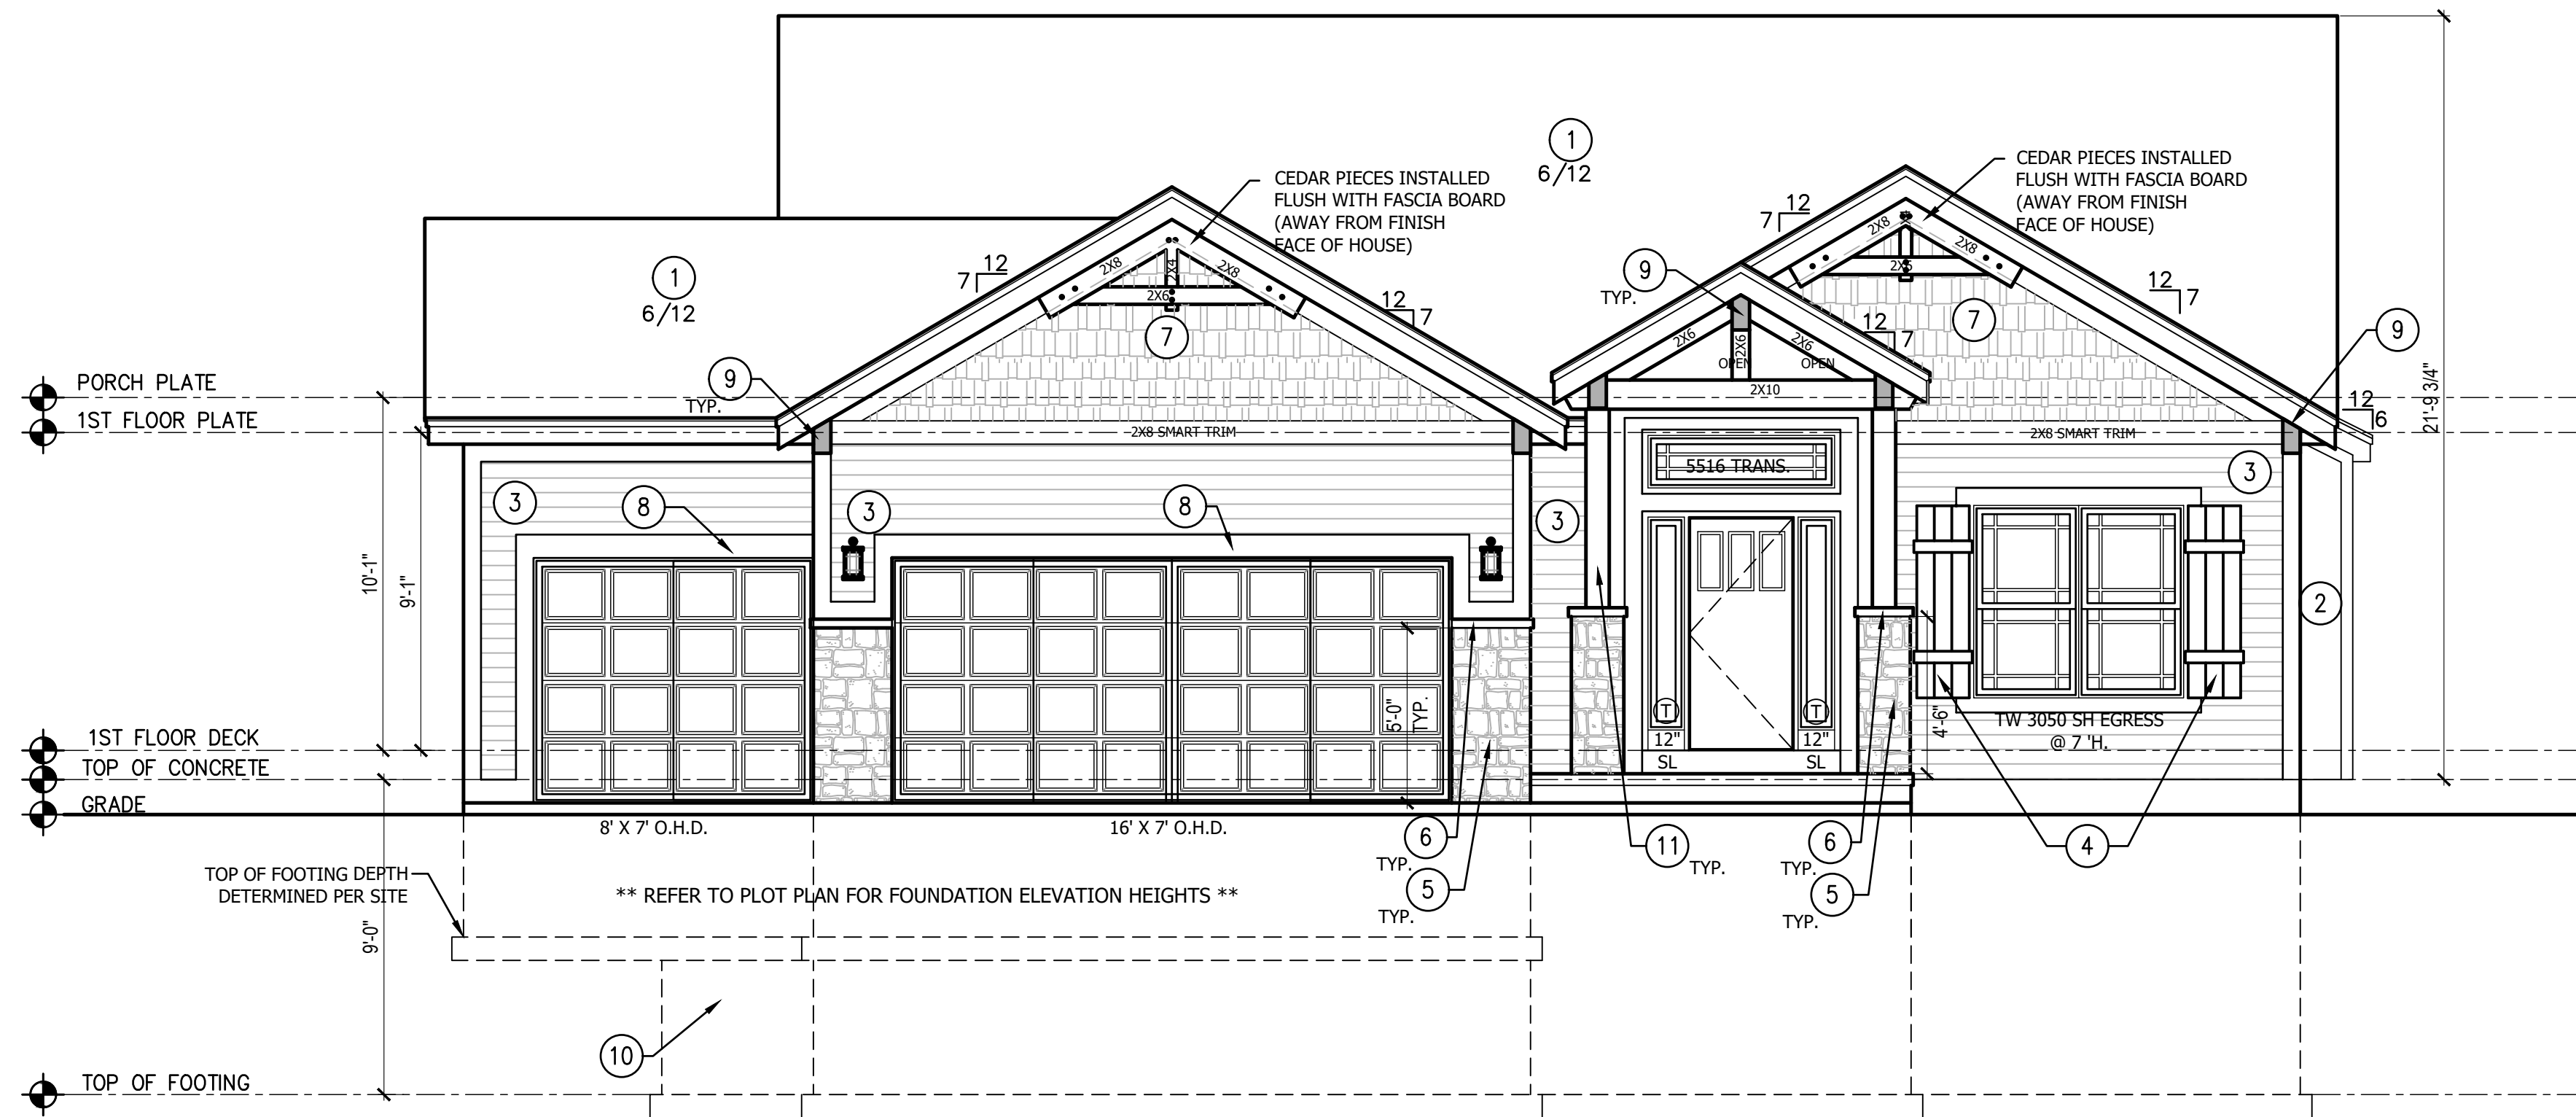 1
6/12
CEDAR PIECES INSTALLED
FLUSH WITH FASCIA BOARD
(AWAY FROM FINISH
FACE OF HOUSE)
CEDAR PIECES INSTALLED
FLUSH WITH FASCIA BOARD
(AWAY FROM FINISH
FACE OF HOUSE)
1
6/12
12
7
12
7
12
7
12
7
12
7
12
6
2X8
2X4
2X8
2X6
7
2X8
2X8
7
9
TYP.
9
TYP.
9
2X6
2X6
2X6
OPEN
OPEN
2X10
21'-9 3/4"
PORCH PLATE
1ST FLOOR PLATE
2X8 SMART TRIM
2X8 SMART TRIM
5516 TRANS.
3
8
3
8
3
3
2
10'-1"
9'-1"
5'-0"
TYP.
4'-6"
T
T
12"
SL
12"
SL
TW 3050 SH EGRESS
@ 7 'H.
1ST FLOOR DECK
TOP OF CONCRETE
GRADE
8' X 7' O.H.D.
16' X 7' O.H.D.
6
TYP.
5
TYP.
11
TYP.
6
TYP.
5
TYP.
4
TOP OF FOOTING DEPTH
DETERMINED PER SITE
** REFER TO PLOT PLAN FOR FOUNDATION ELEVATION HEIGHTS **
9'-0"
10
TOP OF FOOTING